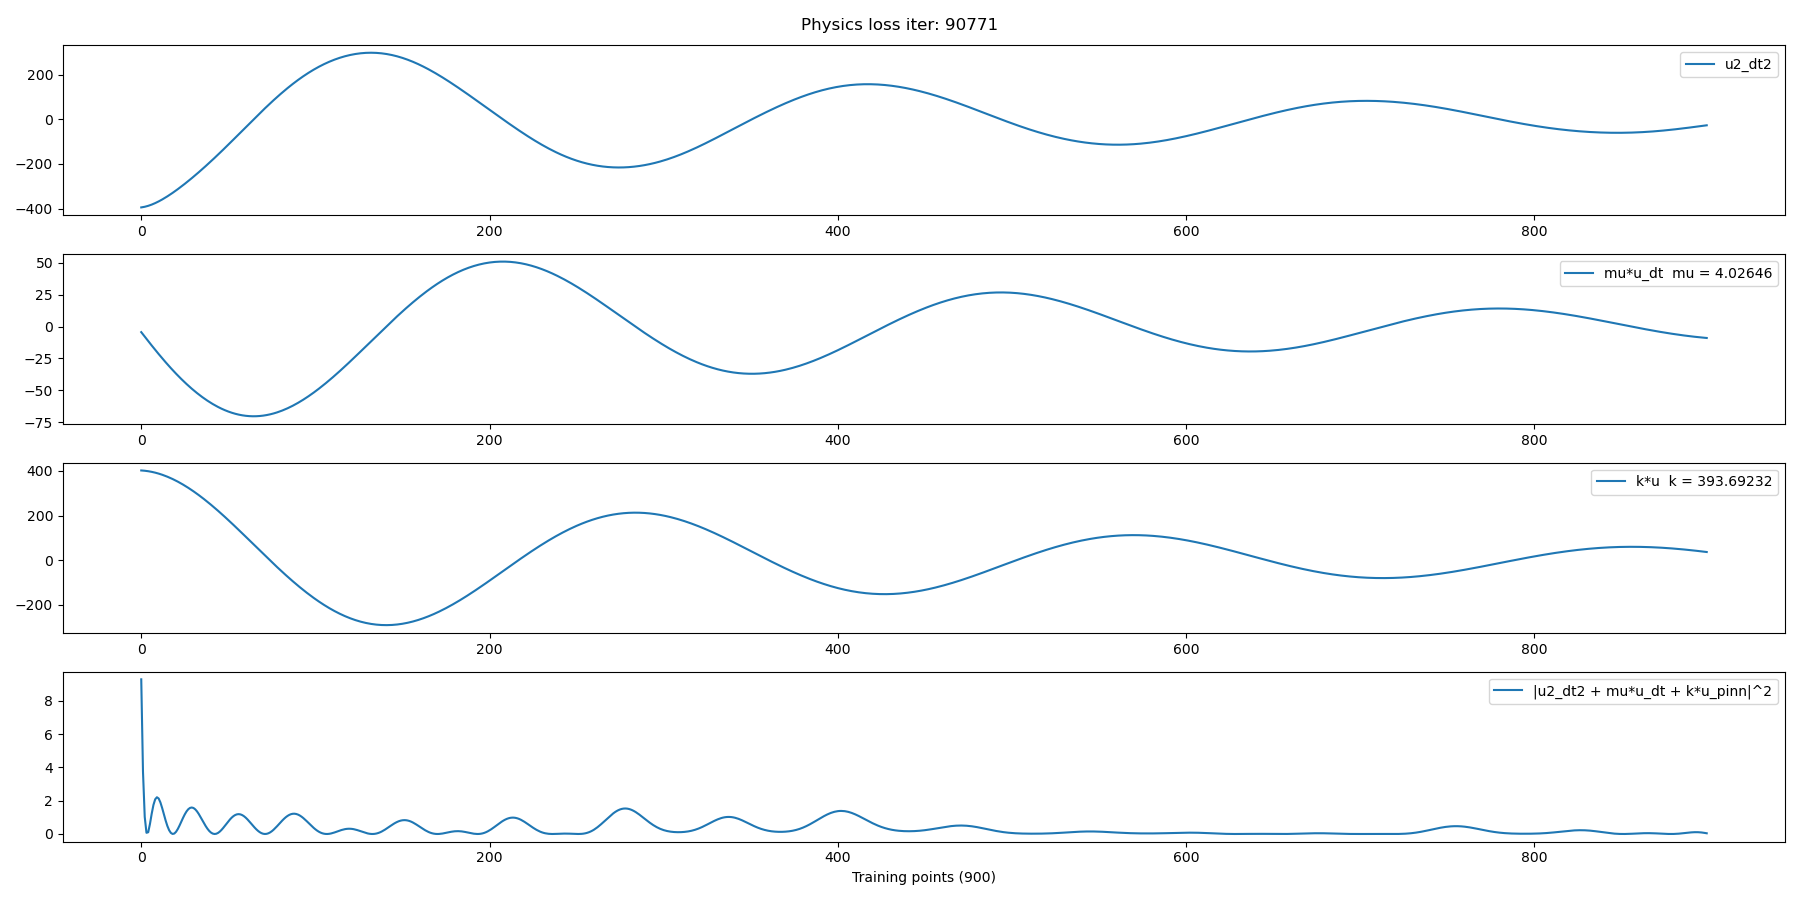 Physics loss iter: 90771
u2_dt2
200
0
−200
−400
0 200 400 600 800
mu*u_dt  mu = 4.02646
50
25
0
−25
−50
−75
0 200 400 600 800
k*u  k = 393.69232
400
200
0
−200
0 200 400 600 800
|u2_dt2 + mu*u_dt + k*u_pinn|^2
8
6
4
2
0
0 200 400 600 800
Training points (900)